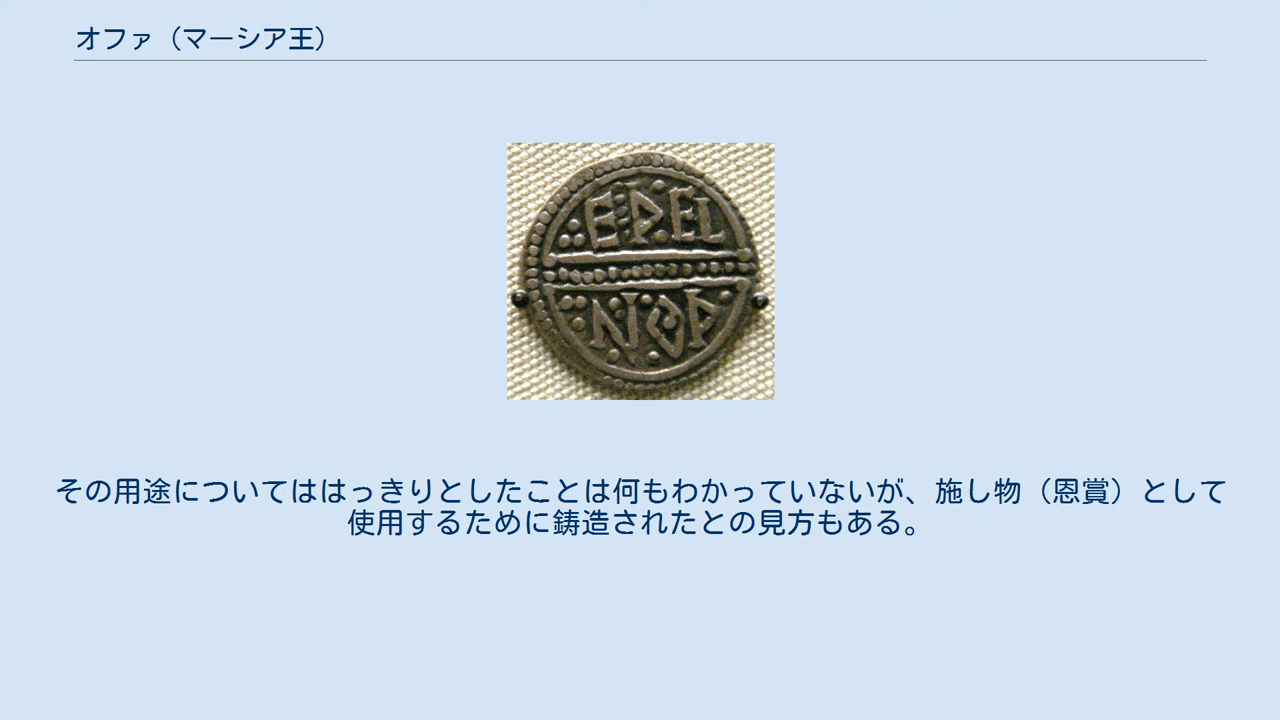 オファ（マーシア王）
EÞEL
NOÞ
その用途についてははっきりとしたことは何もわかっていないが、施し物（恩賞）として
使用するために鋳造されたとの見方もある。